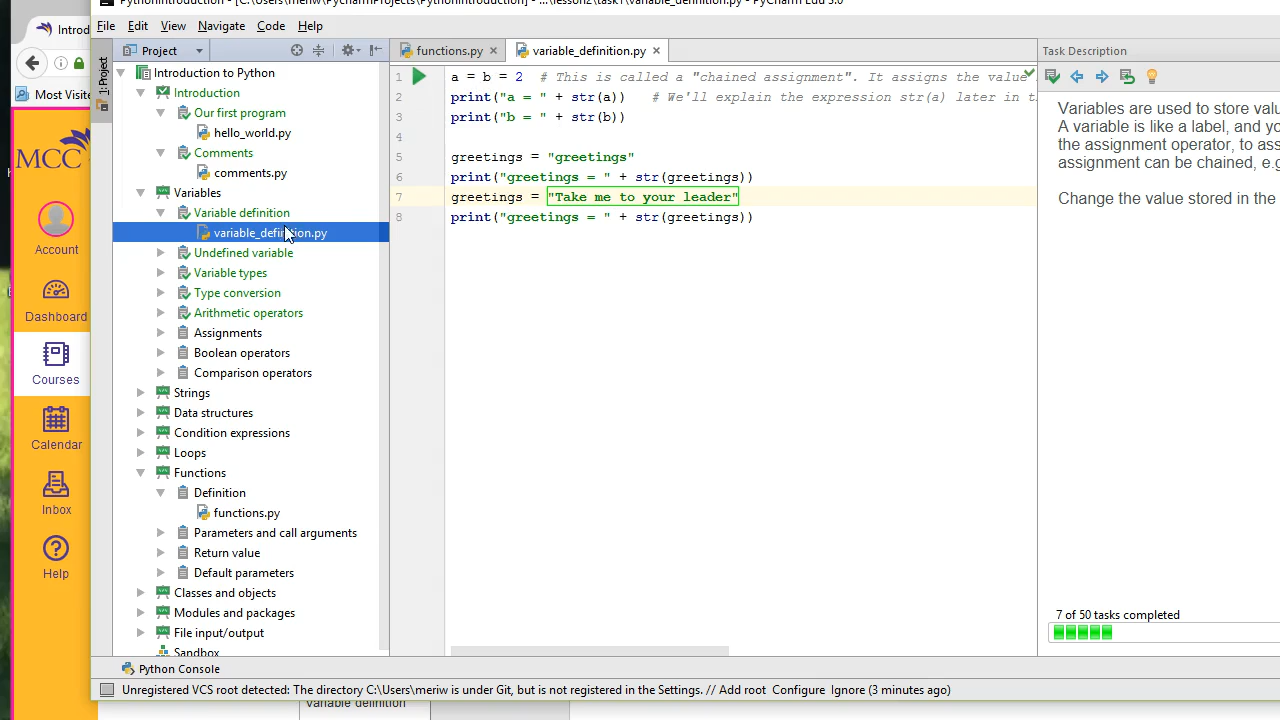 PythonIntroduction - [C:\Users\meriw\PycharmProjects\PythonIntroduction] - ...\lesson2\task1\variable_definition.py - PyCharm Edu 3.0
Introd
File Edit View Navigate Code Help
Project
functions.py
variable_definition.py
Task Description
1: Project
Most Visite
MCC
Account
Dashboard
Courses
Calendar
Inbox
Help
Introduction to Python
Introduction
Our first program
hello_world.py
Comments
comments.py
Variables
Variable definition
variable_definition.py
Undefined variable
Variable types
Type conversion
Arithmetic operators
Assignments
Boolean operators
Comparison operators
Strings
Data structures
Condition expressions
Loops
Functions
Definition
functions.py
Parameters and call arguments
Return value
Default parameters
Classes and objects
Modules and packages
File input/output
Sandbox
1 a = b = 2 # This is called a "chained assignment". It assigns the value
2 print("a = " + str(a)) # We'll explain the expression str(a) later in t
3 print("b = " + str(b))
4
5 greetings = "greetings"
6 print("greetings = " + str(greetings))
7 greetings = "Take me to your leader"
8 print("greetings = " + str(greetings))
Variables are used to store valu
A variable is like a label, and yo
the assignment operator, to ass
assignment can be chained, e.g
Change the value stored in the
7 of 50 tasks completed
Python Console
Unregistered VCS root detected: The directory C:\Users\meriw is under Git, but is not registered in the Settings. // Add root Configure Ignore (3 minutes ago)
Variable definition